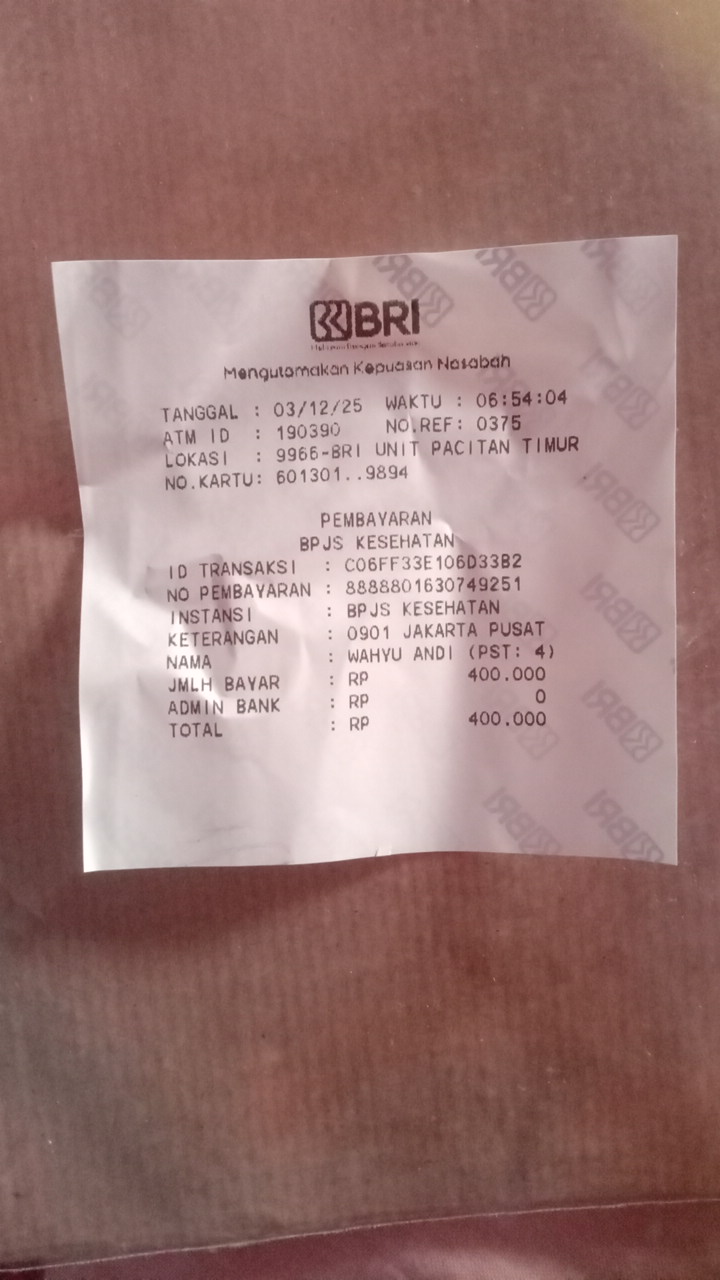 BRI
Mengutamakan Kepuasan Nasabah
TANGGAL : 03/12/25 WAKTU : 06:54:04
ATM ID : 190390 NO.REF: 0375
LOKASI : 9966-BRI UNIT PACITAN TIMUR
NO.KARTU: 601301..9894
PEMBAYARAN
BPJS KESEHATAN
ID TRANSAKSI : C06FF33E106D33B2
NO PEMBAYARAN : 8888801630749251
INSTANSI : BPJS KESEHATAN
KETERANGAN : 0901 JAKARTA PUSAT
NAMA : WAHYU ANDI (PST: 4)
JMLH BAYAR : RP 400.000
ADMIN BANK : RP 0
TOTAL : RP 400.000